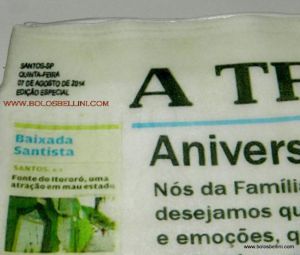 SANTOS-SP
QUINTA-FEIRA
07 DE AGOSTO DE 2014
EDIÇÃO ESPECIAL
A TR
WWW.BOLOSBELLINI.COM
Baixada
Santista
SANTOS.
Fonte do Itororó, uma
atração em mau estado
Anivers
Nós da Famíli
desejamos qu
e emoções, q
www.bolosbellini.com